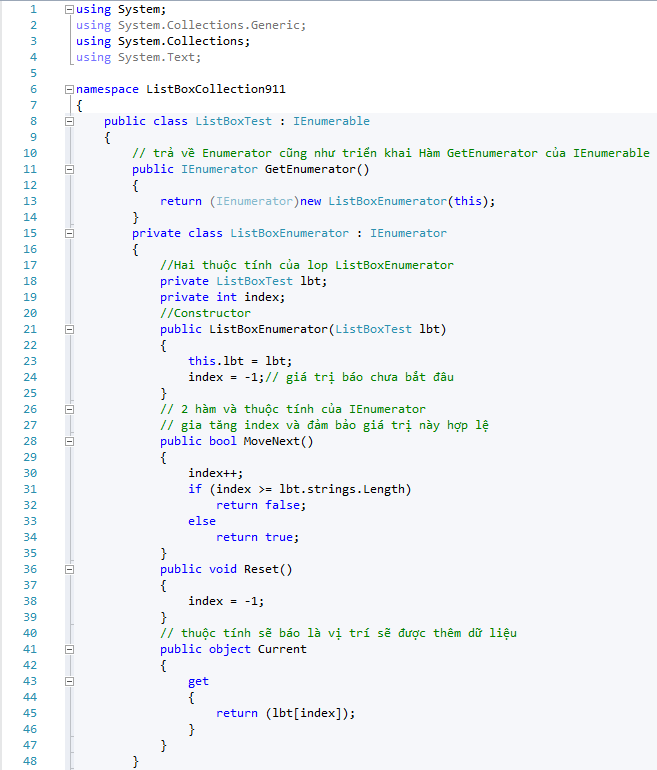 1 using System;
2 using System.Collections.Generic;
3 using System.Collections;
4 using System.Text;
5
6 namespace ListBoxCollection911
7 {
8 public class ListBoxTest : IEnumerable
9 {
10 // trả về Enumerator cũng như triển khai Hàm GetEnumerator của IEnumerable
11 public IEnumerator GetEnumerator()
12 {
13 return (IEnumerator)new ListBoxEnumerator(this);
14 }
15 private class ListBoxEnumerator : IEnumerator
16 {
17 //Hai thuộc tính của lop ListBoxEnumerator
18 private ListBoxTest lbt;
19 private int index;
20 //Constructor
21 public ListBoxEnumerator(ListBoxTest lbt)
22 {
23 this.lbt = lbt;
24 index = -1;// giá trị báo chưa bắt đâu
25 }
26 // 2 hàm và thuộc tính của IEnumerator
27 // gia tăng index và đảm bảo giá trị này hợp lệ
28 public bool MoveNext()
29 {
30 index++;
31 if (index >= lbt.strings.Length)
32 return false;
33 else
34 return true;
35 }
36 public void Reset()
37 {
38 index = -1;
39 }
40 // thuộc tính sẽ báo là vị trí sẽ được thêm dữ liệu
41 public object Current
42 {
43 get
44 {
45 return (lbt[index]);
46 }
47 }
48 }